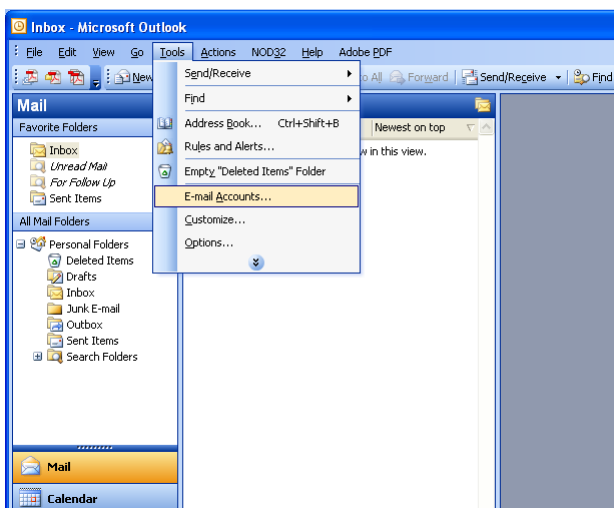 Inbox - Microsoft Outlook
File Edit View Go Tools Actions NOD32 Help Adobe PDF
New
to All Forward Send/Receive Find
Mail
Favorite Folders
Inbox
Unread Mail
For Follow Up
Sent Items
All Mail Folders
Personal Folders
Deleted Items
Drafts
Inbox
Junk E-mail
Outbox
Sent Items
Search Folders
Mail
Calendar
Send/Receive
Find
Address Book... Ctrl+Shift+B
Rules and Alerts...
Empty "Deleted Items" Folder
E-mail Accounts...
Customize...
Options...
Newest on top
in this view.